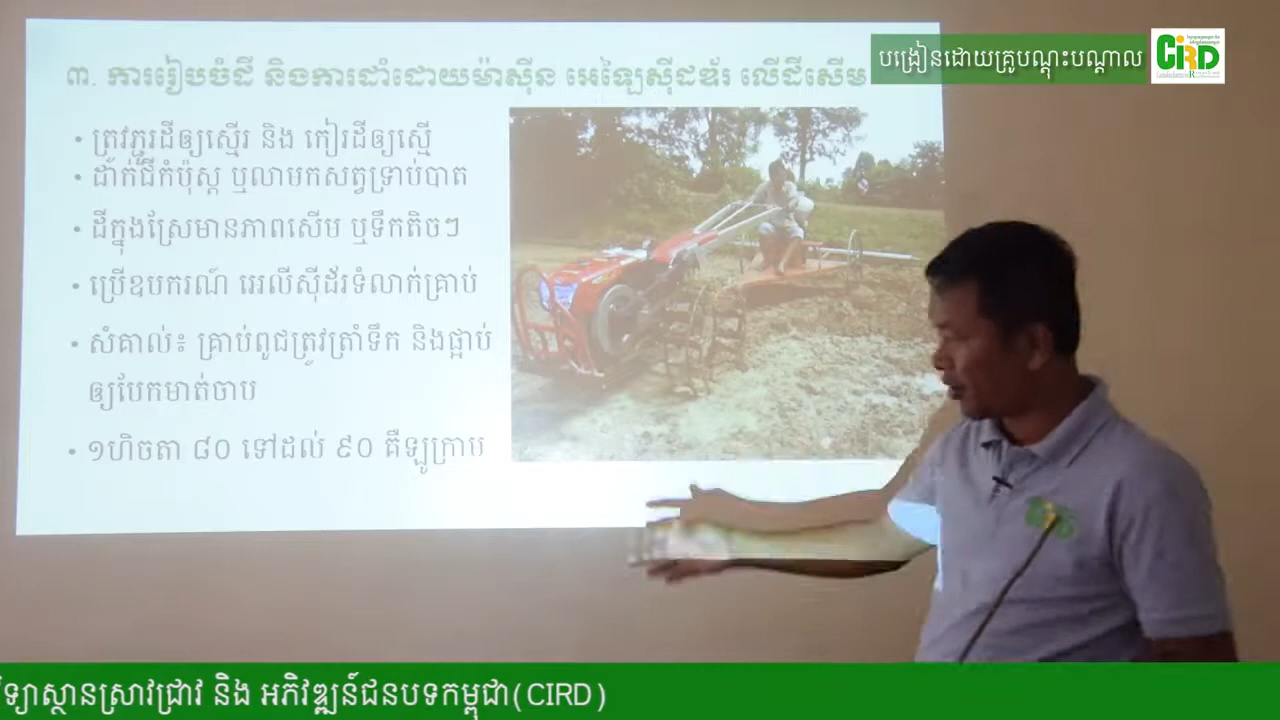 បង្រៀនដោយគ្រូបណ្តុះបណ្តាល
CiRD
៣. ការរៀបចំដី និងការដាំដោយម៉ាស៊ីន អេឡៃស៊ីដឌ័រ លើដីសើម
• ត្រូវភ្ជួរដីឲ្យស្មើរ និង កៀរដីឲ្យស្មើ
• ដាក់ជីកំប៉ុស្ត ឬលាមកសត្វទ្រាប់បាត
• ដីក្នុងស្រែមានភាពសើម ឬទឹកតិចៗ
• ប្រើឧបករណ៍ អេលីស៊ីដ័រទំលាក់គ្រាប់
• សំគាល់៖ គ្រាប់ពូជត្រូវត្រាំទឹក និងផ្អាប់
ឲ្យបែកមាត់ចាប
• ១ហិចតា ៨០ ទៅដល់ ៩០ គីឡូក្រាម
ទ្យាស្ថានស្រាវជ្រាវ និង អភិវឌ្ឍន៍ជនបទកម្ពុជា(CIRD)